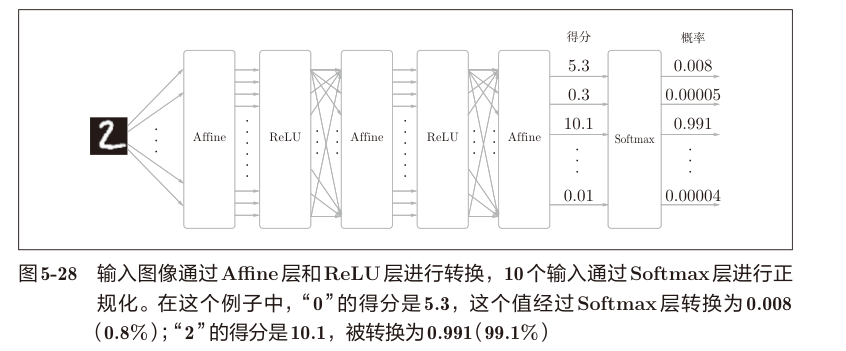 得分 概率
5.3 0.008
0.3 0.00005
10.1 0.991
2 Affine ReLU Affine ReLU Affine Softmax
0.01 0.00004
图5-28 输入图像通过Affine层和ReLU层进行转换，10个输入通过Softmax层进行正
规化。在这个例子中，“0”的得分是5.3，这个值经过Softmax层转换为0.008
（0.8%）；“2”的得分是10.1，被转换为0.991（99.1%）